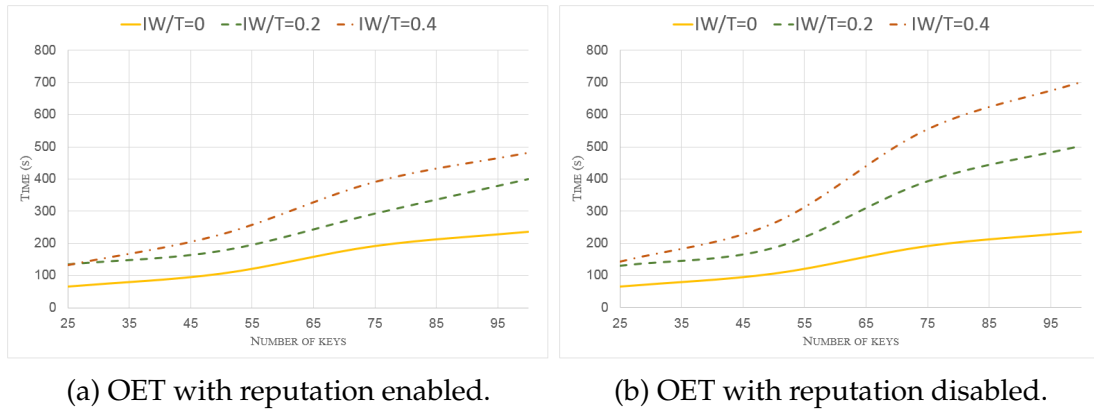 IW/T=0 IW/T=0.2 IW/T=0.4
800
700
600
500
400
300
200
100
0
TIME (S)
25 35 45 55 65 75 85 95
NUMBER OF KEYS
(a) OET with reputation enabled.
IW/T=0 IW/T=0.2 IW/T=0.4
800
700
600
500
400
300
200
100
0
TIME (S)
25 35 45 55 65 75 85 95
NUMBER OF KEYS
(b) OET with reputation disabled.